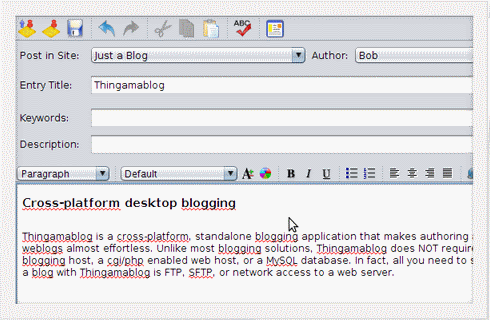 ABC
Post in Site: Just a Blog Author: Bob
Entry Title: Thingamablog
Keywords:
Description:
Paragraph Default A B I U
Cross-platform desktop blogging
Thingamablog is a cross-platform, standalone blogging application that makes authoring
weblogs almost effortless. Unlike most blogging solutions, Thingamablog does NOT require
blogging host, a cgi/php enabled web host, or a MySQL database. In fact, all you need to
a blog with Thingamablog is FTP, SFTP, or network access to a web server.